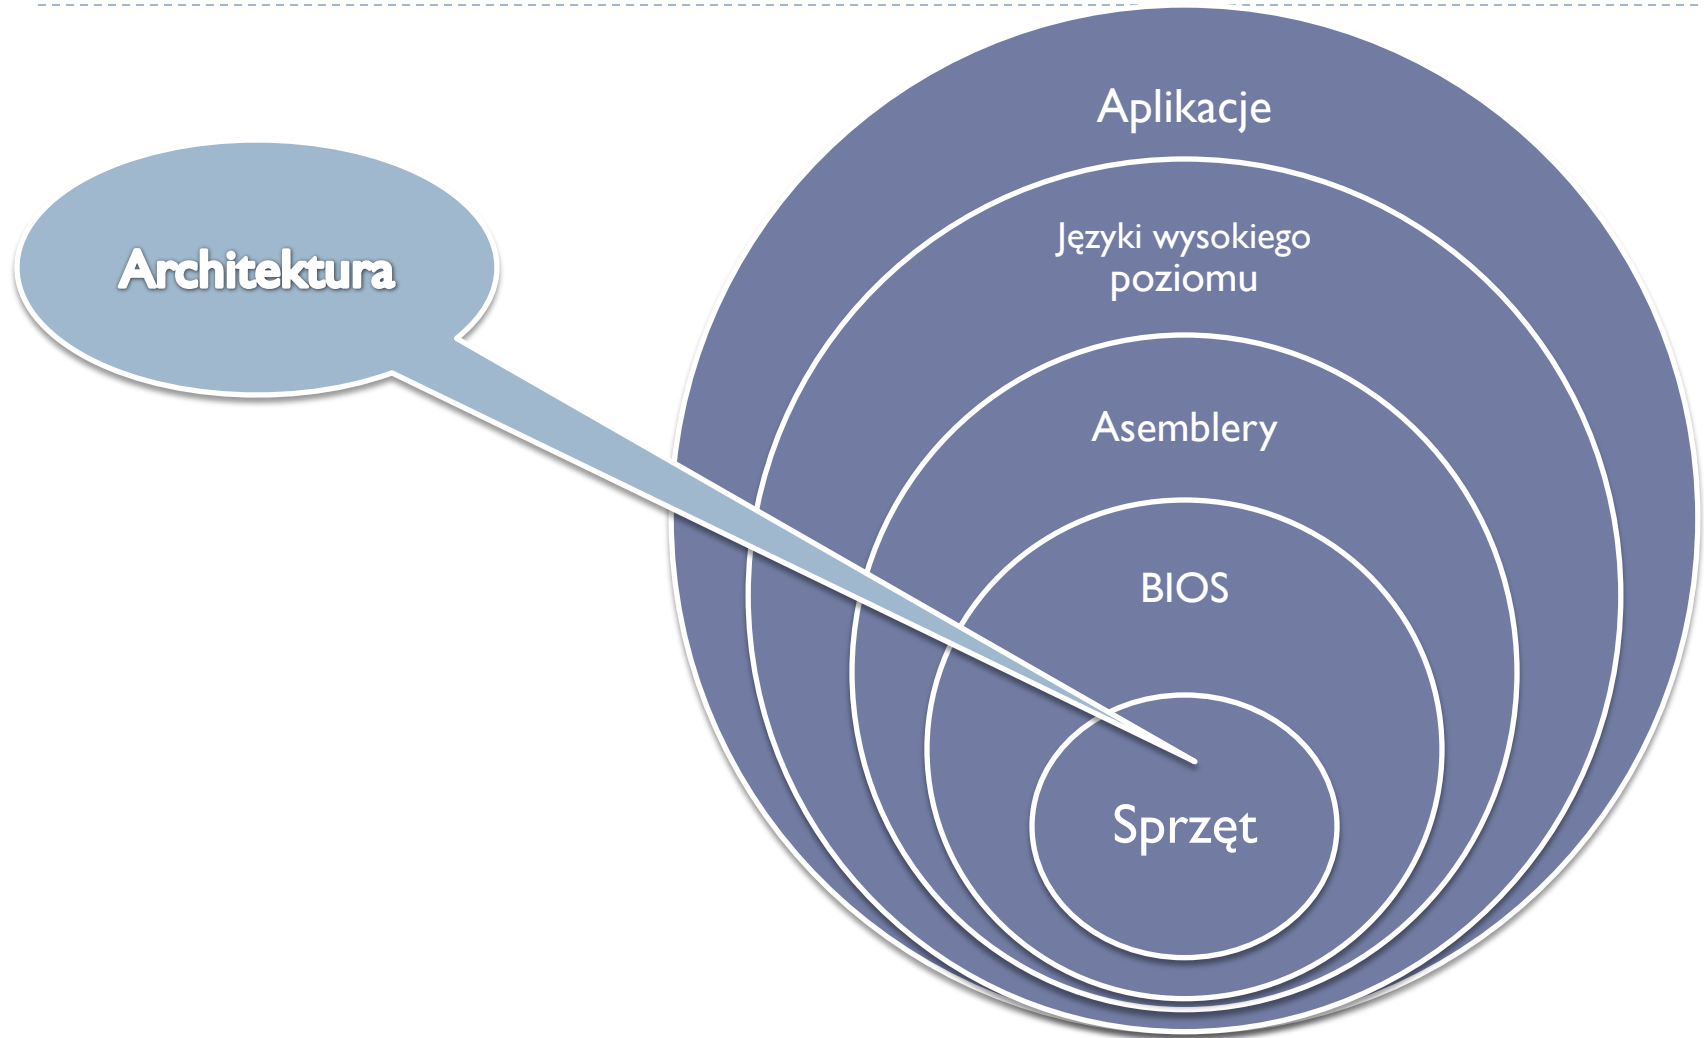 Aplikacje
Architektura
Języki wysokiego
poziomu
Asemblery
BIOS
Sprzęt